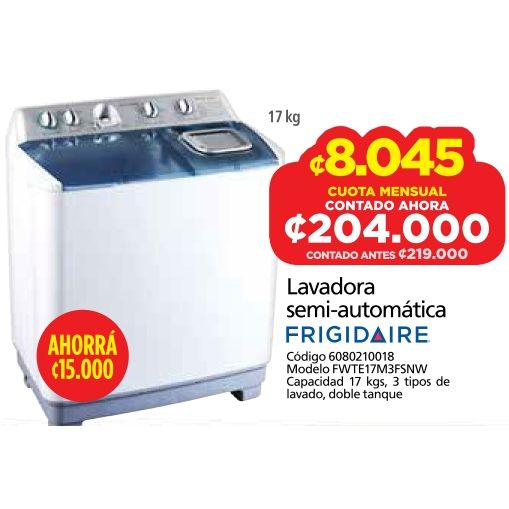 17 kg
¢8.045
CUOTA MENSUAL
CONTADO AHORA
¢204.000
CONTADO ANTES ¢219.000
Lavadora
semi-automática
FRIGIDAIRE
Código 6080210018
Modelo FWTE17M3FSNW
Capacidad 17 kgs, 3 tipos de
lavado, doble tanque
AHORRÁ
¢15.000